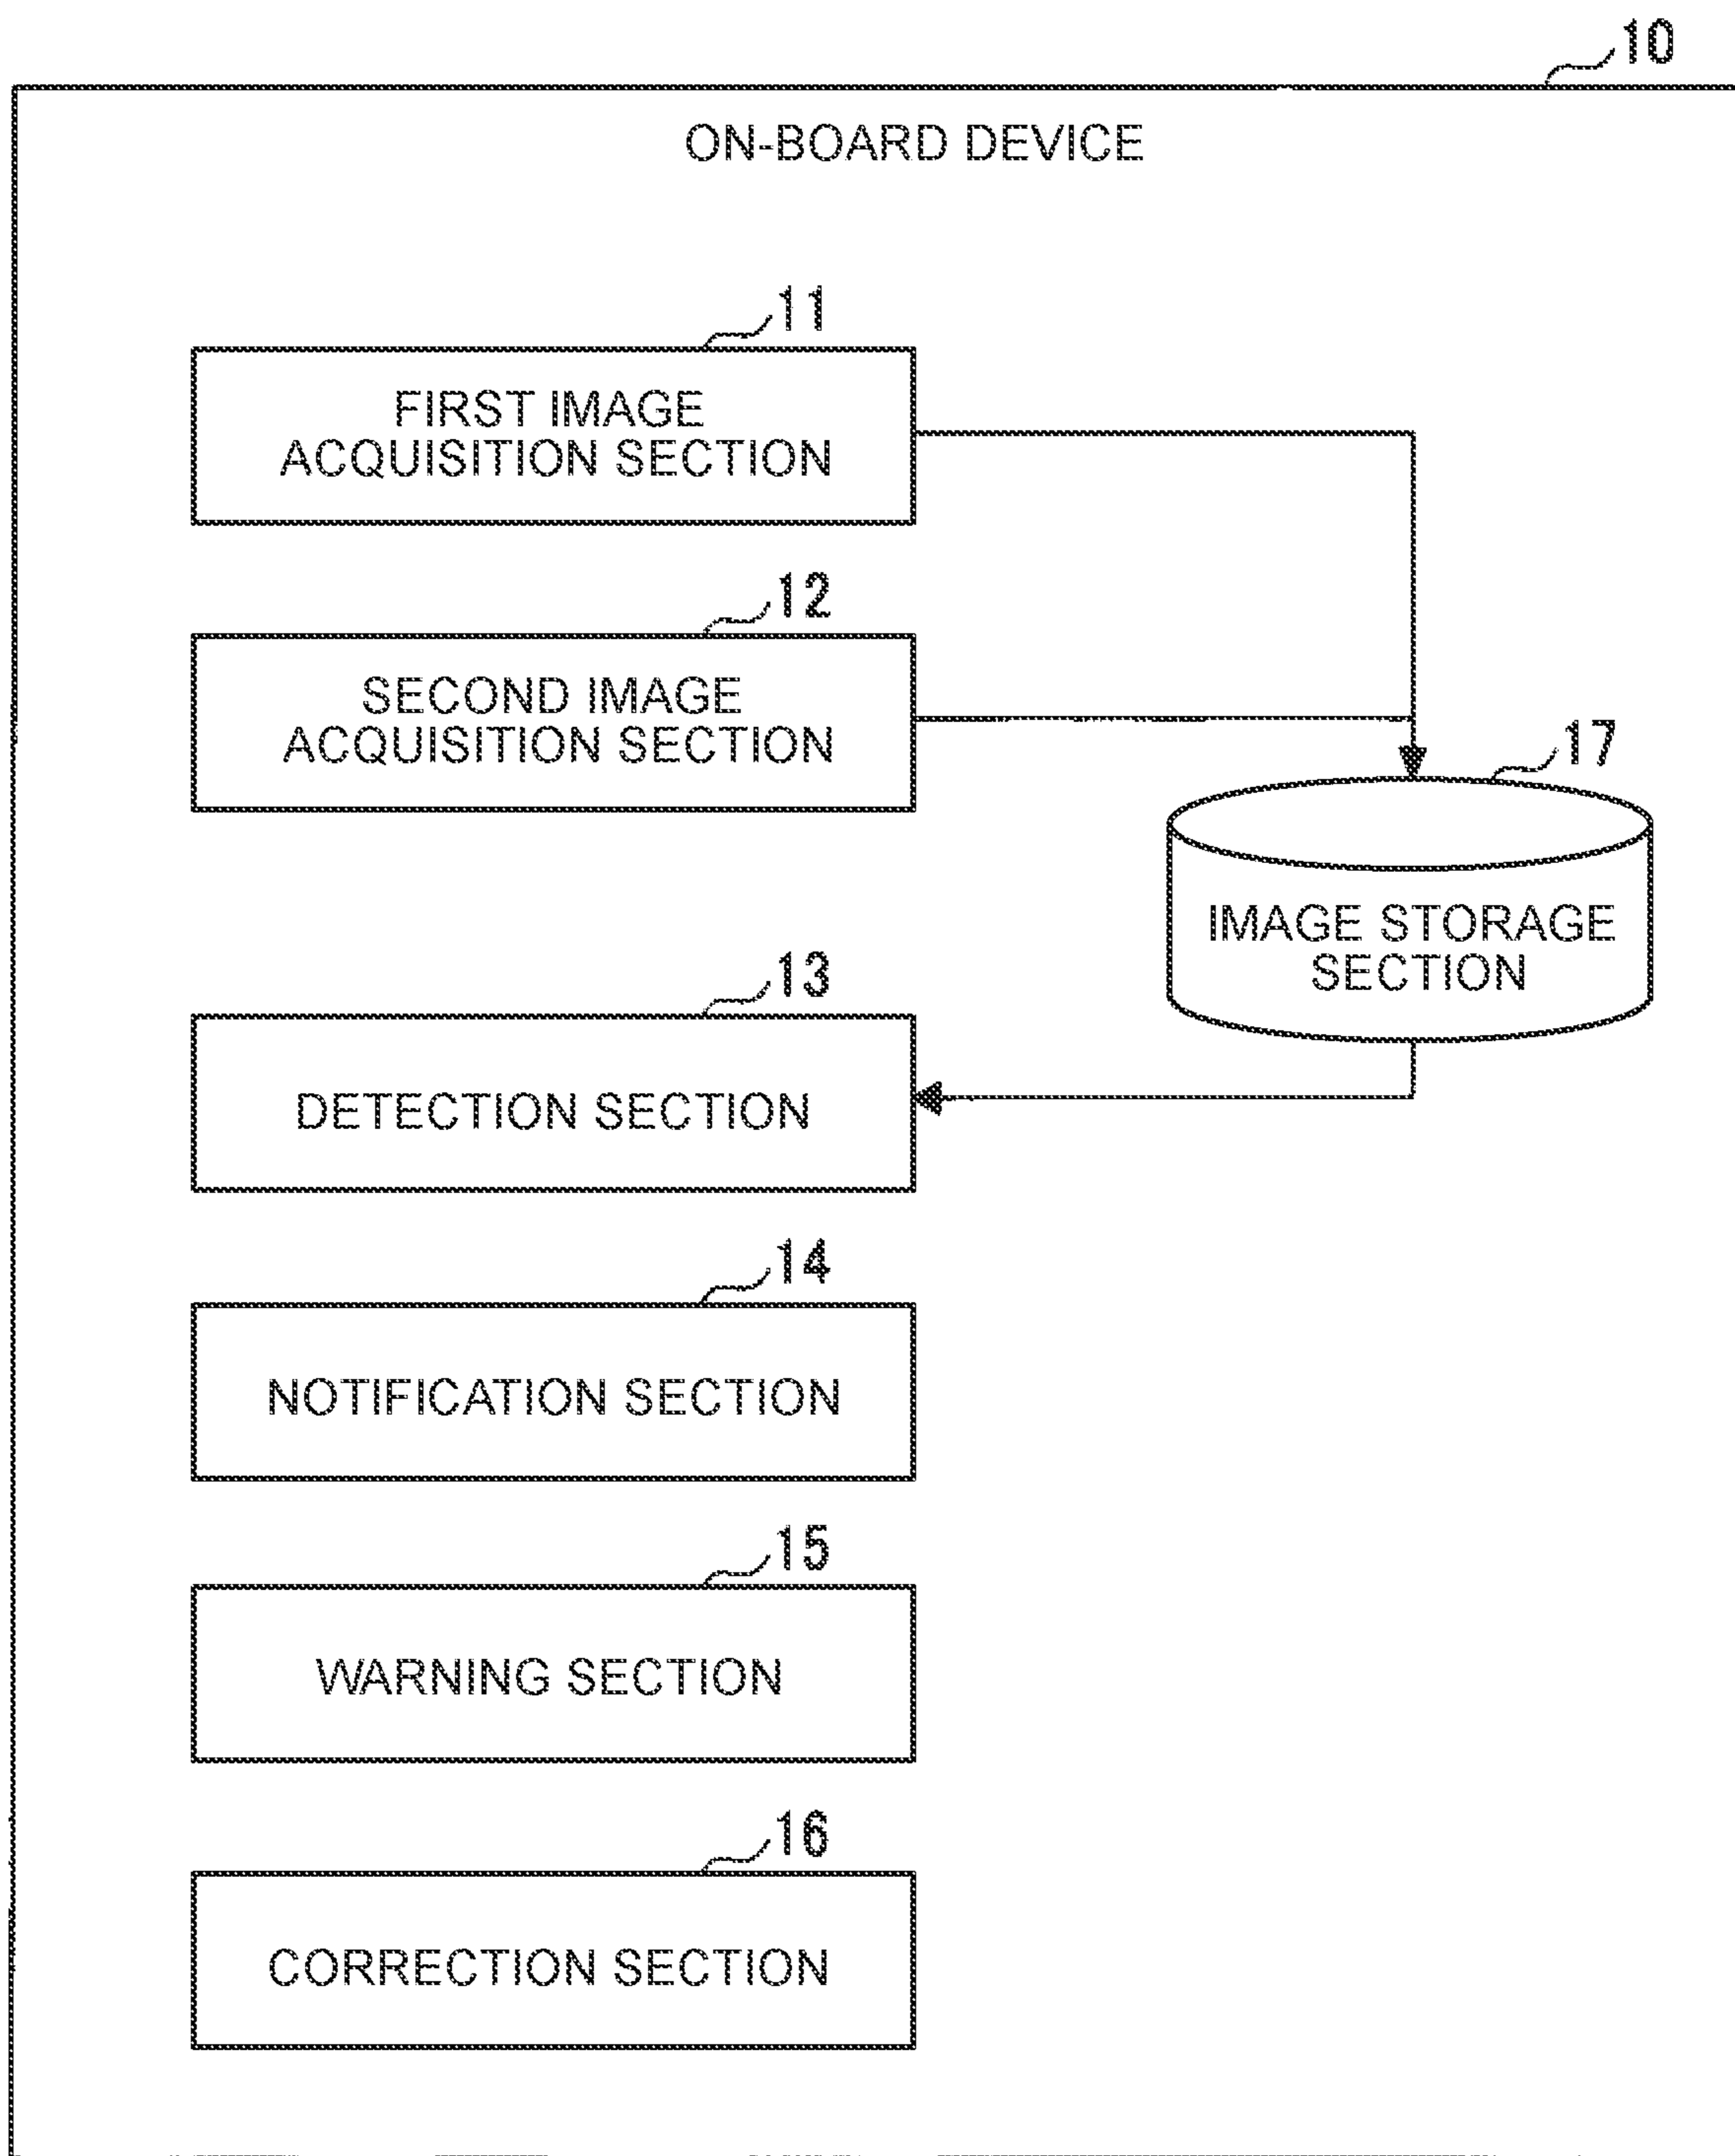 10
ON-BOARD DEVICE
11
FIRST IMAGE
ACQUISITION SECTION
12
SECOND IMAGE
ACQUISITION SECTION
17
IMAGE STORAGE
SECTION
13
DETECTION SECTION
14
NOTIFICATION SECTION
15
WARNING SECTION
16
CORRECTION SECTION